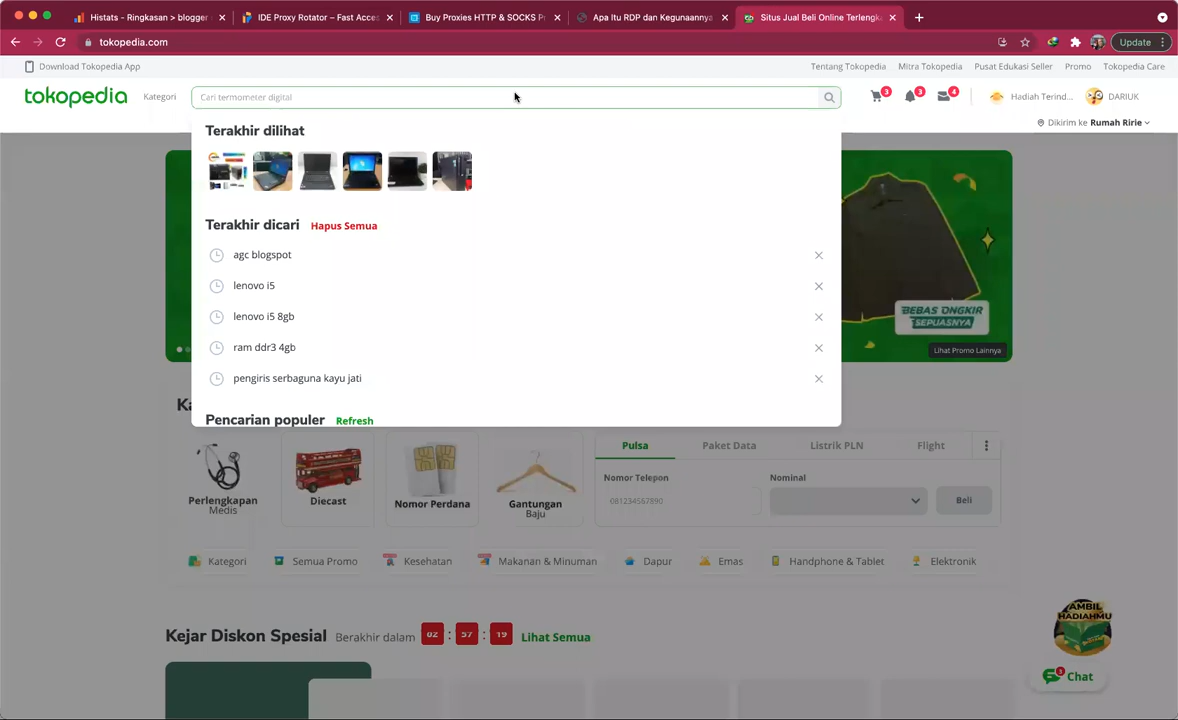 Histats - Ringkasan > blogger
IDE Proxy Rotator – Fast Acces
Buy Proxies HTTP & SOCKS P
Apa Itu RDP dan Kegunaannya
Situs Jual Beli Online Terlengk
tokopedia.com
Update
Download Tokopedia App
Tentang Tokopedia
Mitra Tokopedia
Pusat Edukasi Seller
Promo
Tokopedia Care
tokopedia
Kategori
Cari termometer digital
3
3
4
Hadiah Terind...
DARIUK
Dikirim ke Rumah Ririe
Terakhir dilihat
Terakhir dicari
Hapus Semua
agc blogspot
lenovo i5
lenovo i5 8gb
ram ddr3 4gb
pengiris serbaguna kayu jati
Pencarian populer
Refresh
BEBAS ONGKIR
SEPUASNYA
Lihat Promo Lainnya
Ka
Perlengkapan
Medis
Diecast
Nomor Perdana
Gantungan
Baju
Pulsa
Paket Data
Listrik PLN
Flight
Nomor Telepon
Nominal
081234567890
Beli
Kategori
Semua Promo
Kesehatan
Makanan & Minuman
Dapur
Emas
Handphone & Tablet
Elektronik
Kejar Diskon Spesial
Berakhir dalam
02 : 57 : 19
Lihat Semua
AMBIL
HADIAHMU
1
Chat